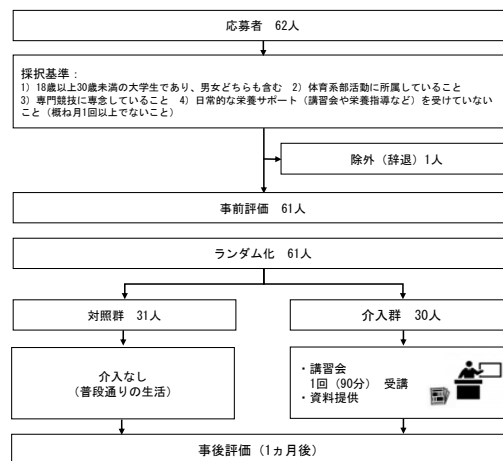 応募者　62人
採択基準：
1) 18歳以上30歳未満の大学生であり、男女どちらも含む　2) 体育系部活動に所属していること
3) 専門競技に専念していること　4) 日常的な栄養サポート（講習会や栄養指導など）を受けていない
こと（概ね月1回以上でないこと）
除外（辞退）1人
事前評価　61人
ランダム化　61人
対照群　31人
介入群　30人
介入なし
（普段通りの生活）
・講習会
1回（90分）　受講
・資料提供
事後評価（1ヵ月後）